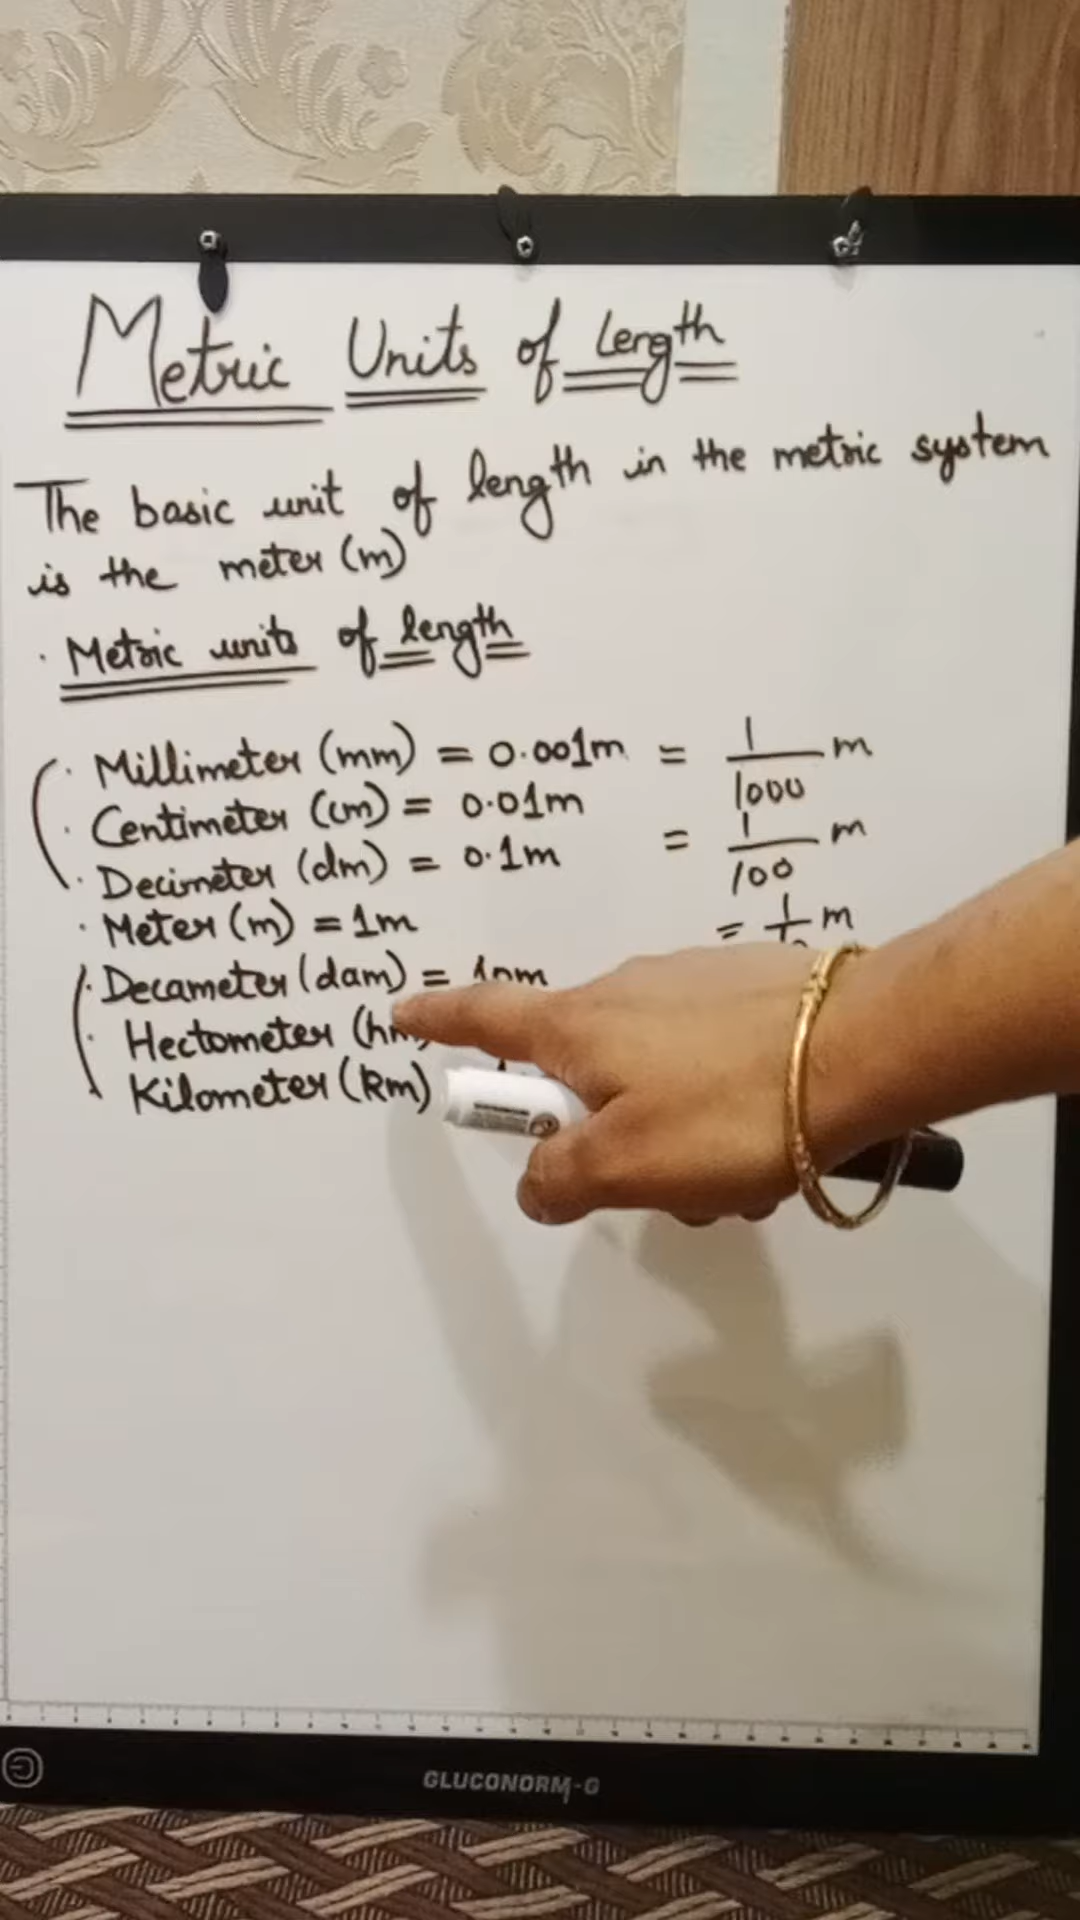 Metric Units of Length
The basic unit of length in the metric system
is the meter (m)
· Metric units of length
· Millimeter (mm) = 0.001m = 1/1000 m
· Centimeter (cm) = 0.01m = 1/100 m
· Decimeter (dm) = 0.1m = 1/ m
· Meter (m) = 1m
· Decameter (dam) = 10m
· Hectometer
Kilometer (km)
GLUCONORM-G